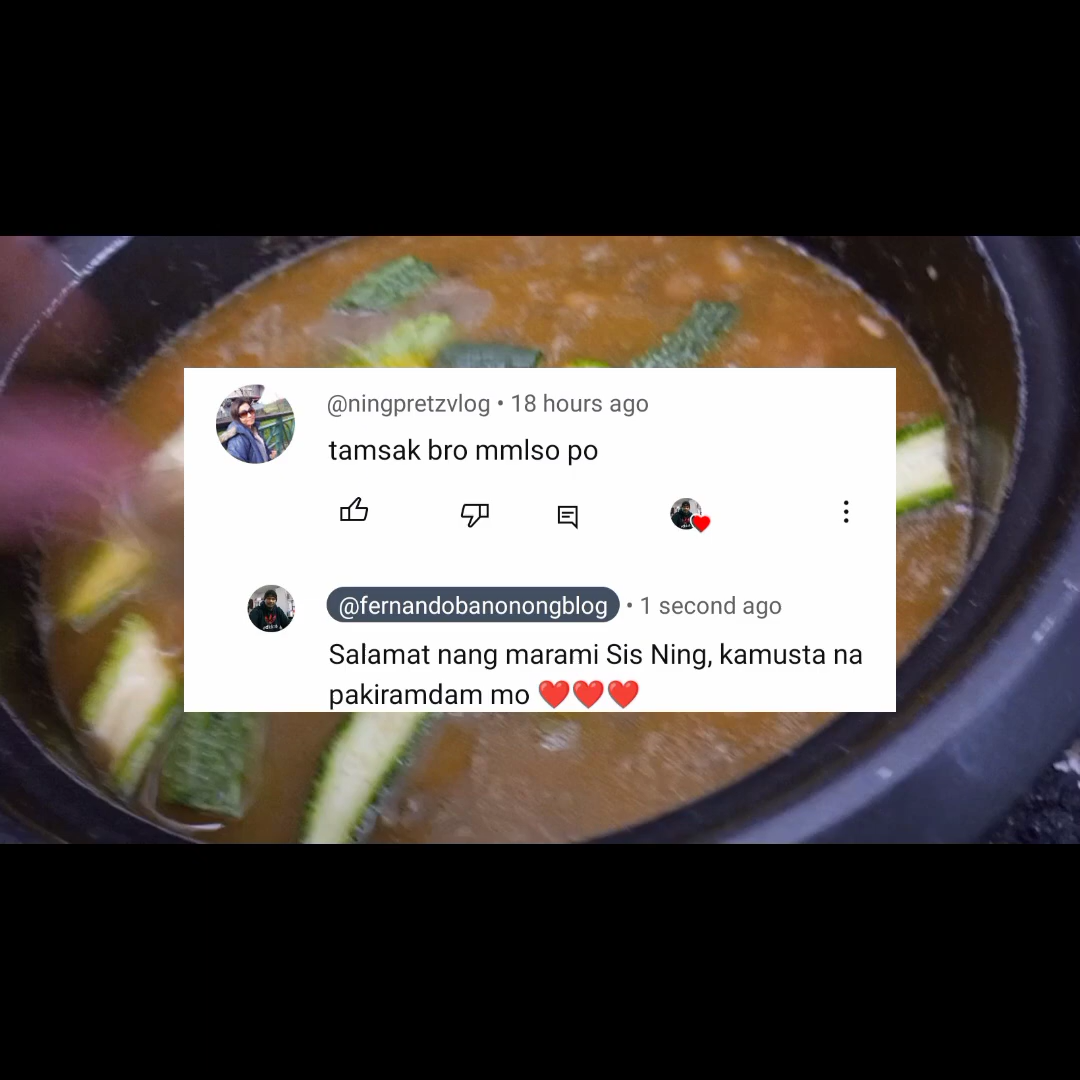 @ningpretzvlog • 18 hours ago
tamsak bro mmlso po
@fernandobanonongblog • 1 second ago
Salamat nang marami Sis Ning, kamusta na
pakiramdam mo ❤️❤️❤️